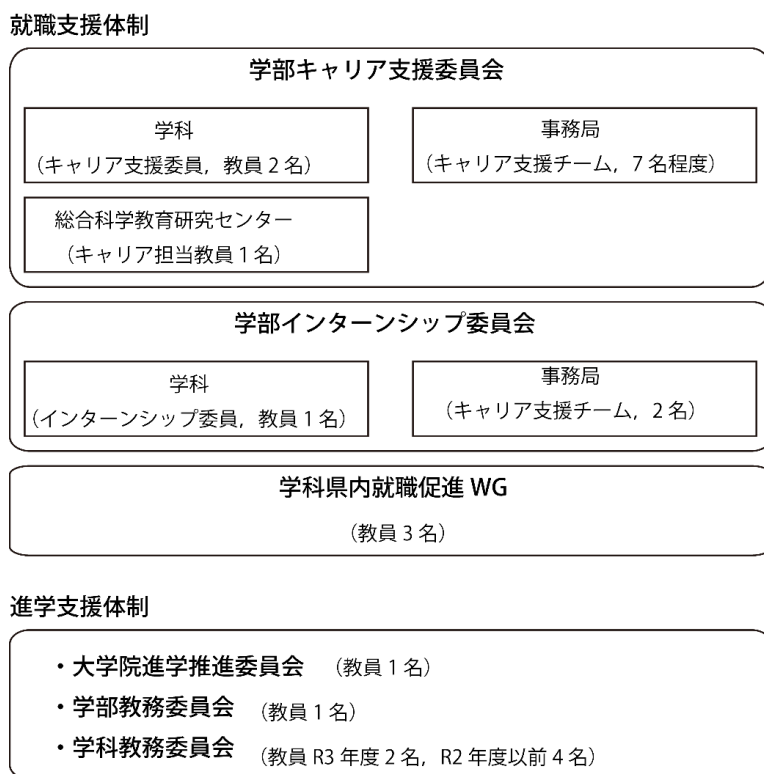 就職支援体制
学部キャリア支援委員会
学科
（キャリア支援委員，教員 2 名）
事務局
（キャリア支援チーム，7 名程度）
総合科学教育研究センター
（キャリア担当教員 1 名）
学部インターンシップ委員会
学科
（インターンシップ委員，教員 1 名）
事務局
（キャリア支援チーム，2 名）
学科県内就職促進 WG
（教員 3 名）
進学支援体制
・大学院進学推進委員会 （教員 1 名）
・学部教務委員会 （教員 1 名）
・学科教務委員会 （教員 R3 年度 2 名，R2 年度以前 4 名）